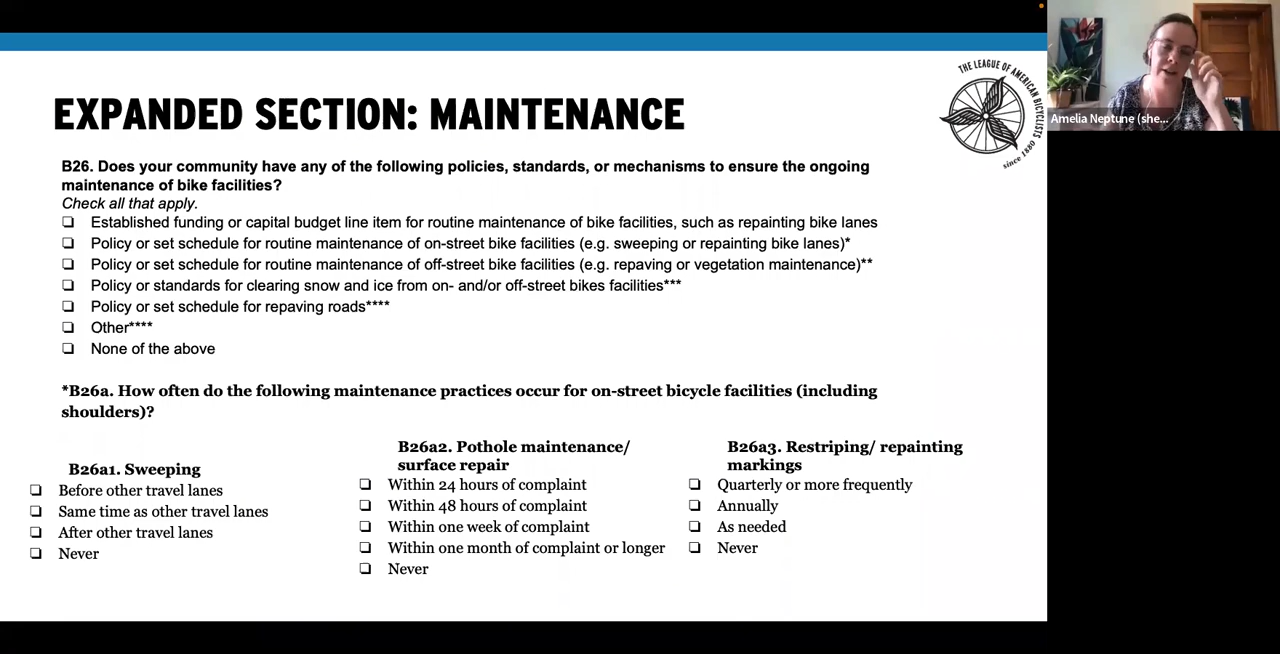 EXPANDED SECTION: MAINTENANCE
THE LEAGUE OF AMERICAN BICYCLISTS
since 1880
Amelia Neptune (she...
B26. Does your community have any of the following policies, standards, or mechanisms to ensure the ongoing
maintenance of bike facilities?
Check all that apply.
❏ Established funding or capital budget line item for routine maintenance of bike facilities, such as repainting bike lanes
❏ Policy or set schedule for routine maintenance of on-street bike facilities (e.g. sweeping or repainting bike lanes)*
❏ Policy or set schedule for routine maintenance of off-street bike facilities (e.g. repaving or vegetation maintenance)**
❏ Policy or standards for clearing snow and ice from on- and/or off-street bikes facilities***
❏ Policy or set schedule for repaving roads****
❏ Other****
❏ None of the above
*B26a. How often do the following maintenance practices occur for on-street bicycle facilities (including
shoulders)?
B26a1. Sweeping
❏ Before other travel lanes
❏ Same time as other travel lanes
❏ After other travel lanes
❏ Never
B26a2. Pothole maintenance/
surface repair
❏ Within 24 hours of complaint
❏ Within 48 hours of complaint
❏ Within one week of complaint
❏ Within one month of complaint or longer
❏ Never
B26a3. Restriping/ repainting
markings
❏ Quarterly or more frequently
❏ Annually
❏ As needed
❏ Never